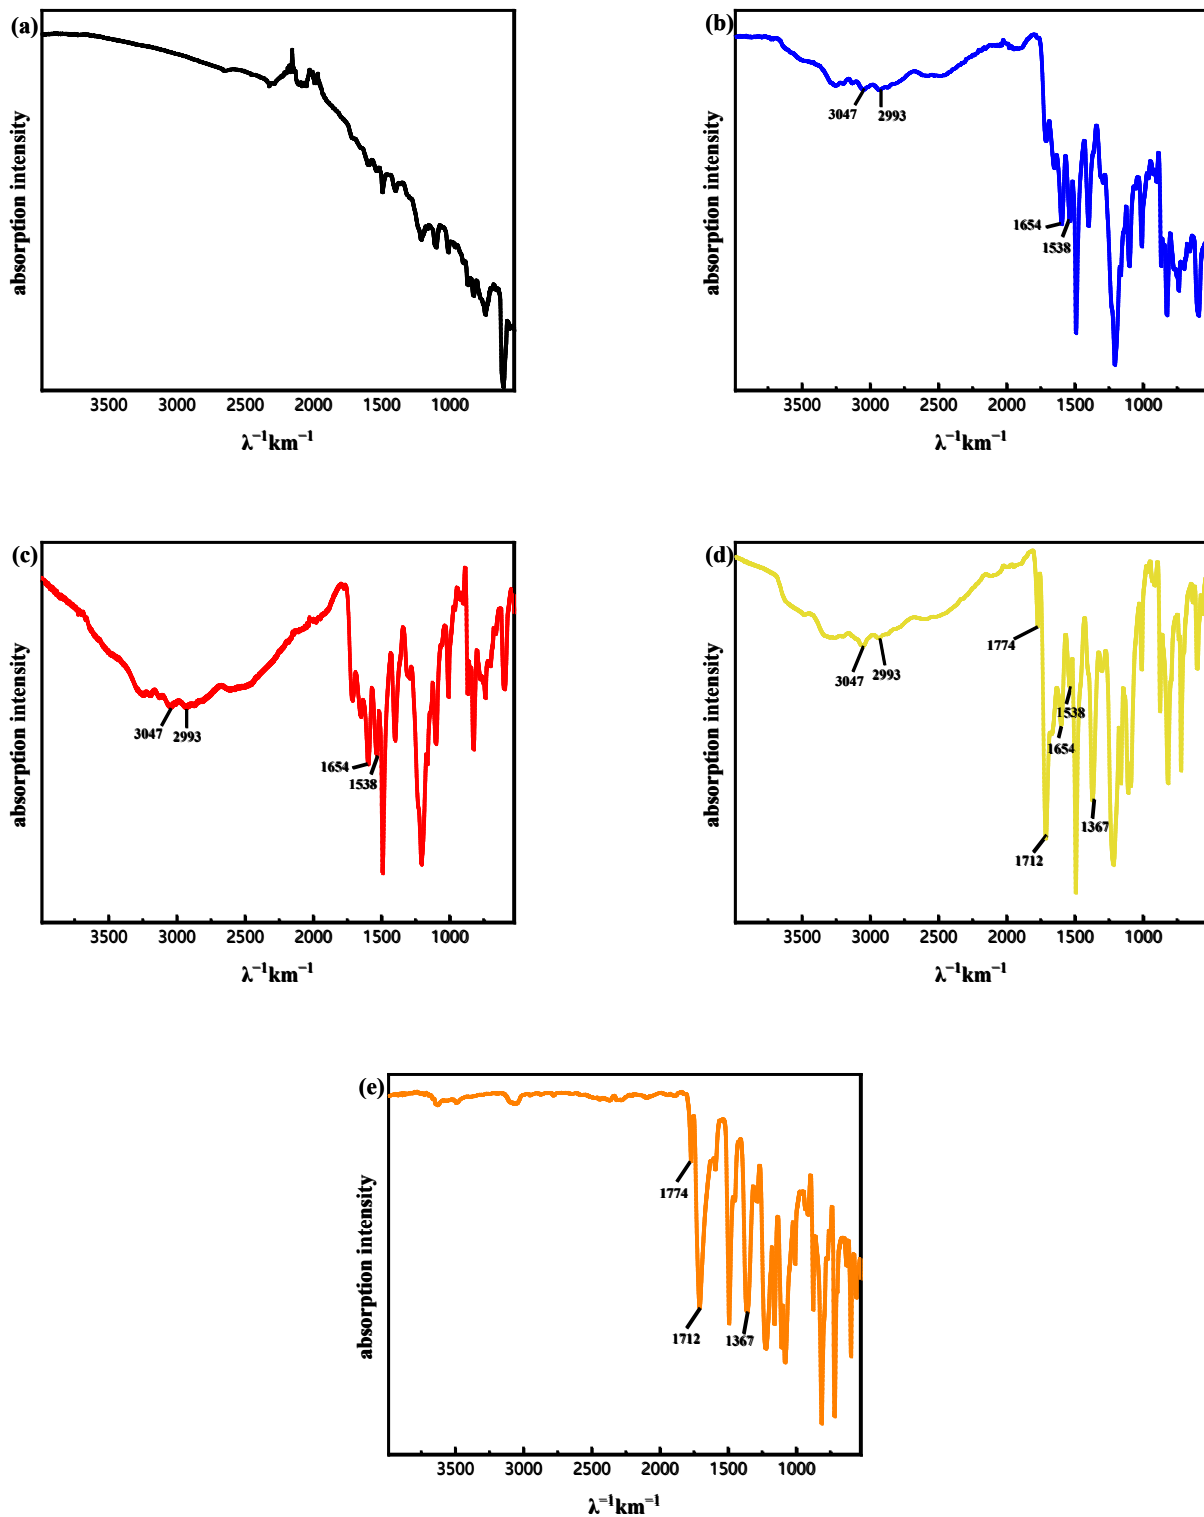 (a)
absorption intensity
3500 3000 2500 2000 1500 1000
λ⁻¹km⁻¹
(b)
absorption intensity
3047 2993
1654
1538
3500 3000 2500 2000 1500 1000
λ⁻¹km⁻¹
(c)
absorption intensity
3047 2993
1654
1538
3500 3000 2500 2000 1500 1000
λ⁻¹km⁻¹
(d)
absorption intensity
1774
3047 2993
1538
1654
1367
1712
3500 3000 2500 2000 1500 1000
λ⁻¹km⁻¹
(e)
absorption intensity
1774
1712 1367
3500 3000 2500 2000 1500 1000
λ⁻¹km⁻¹